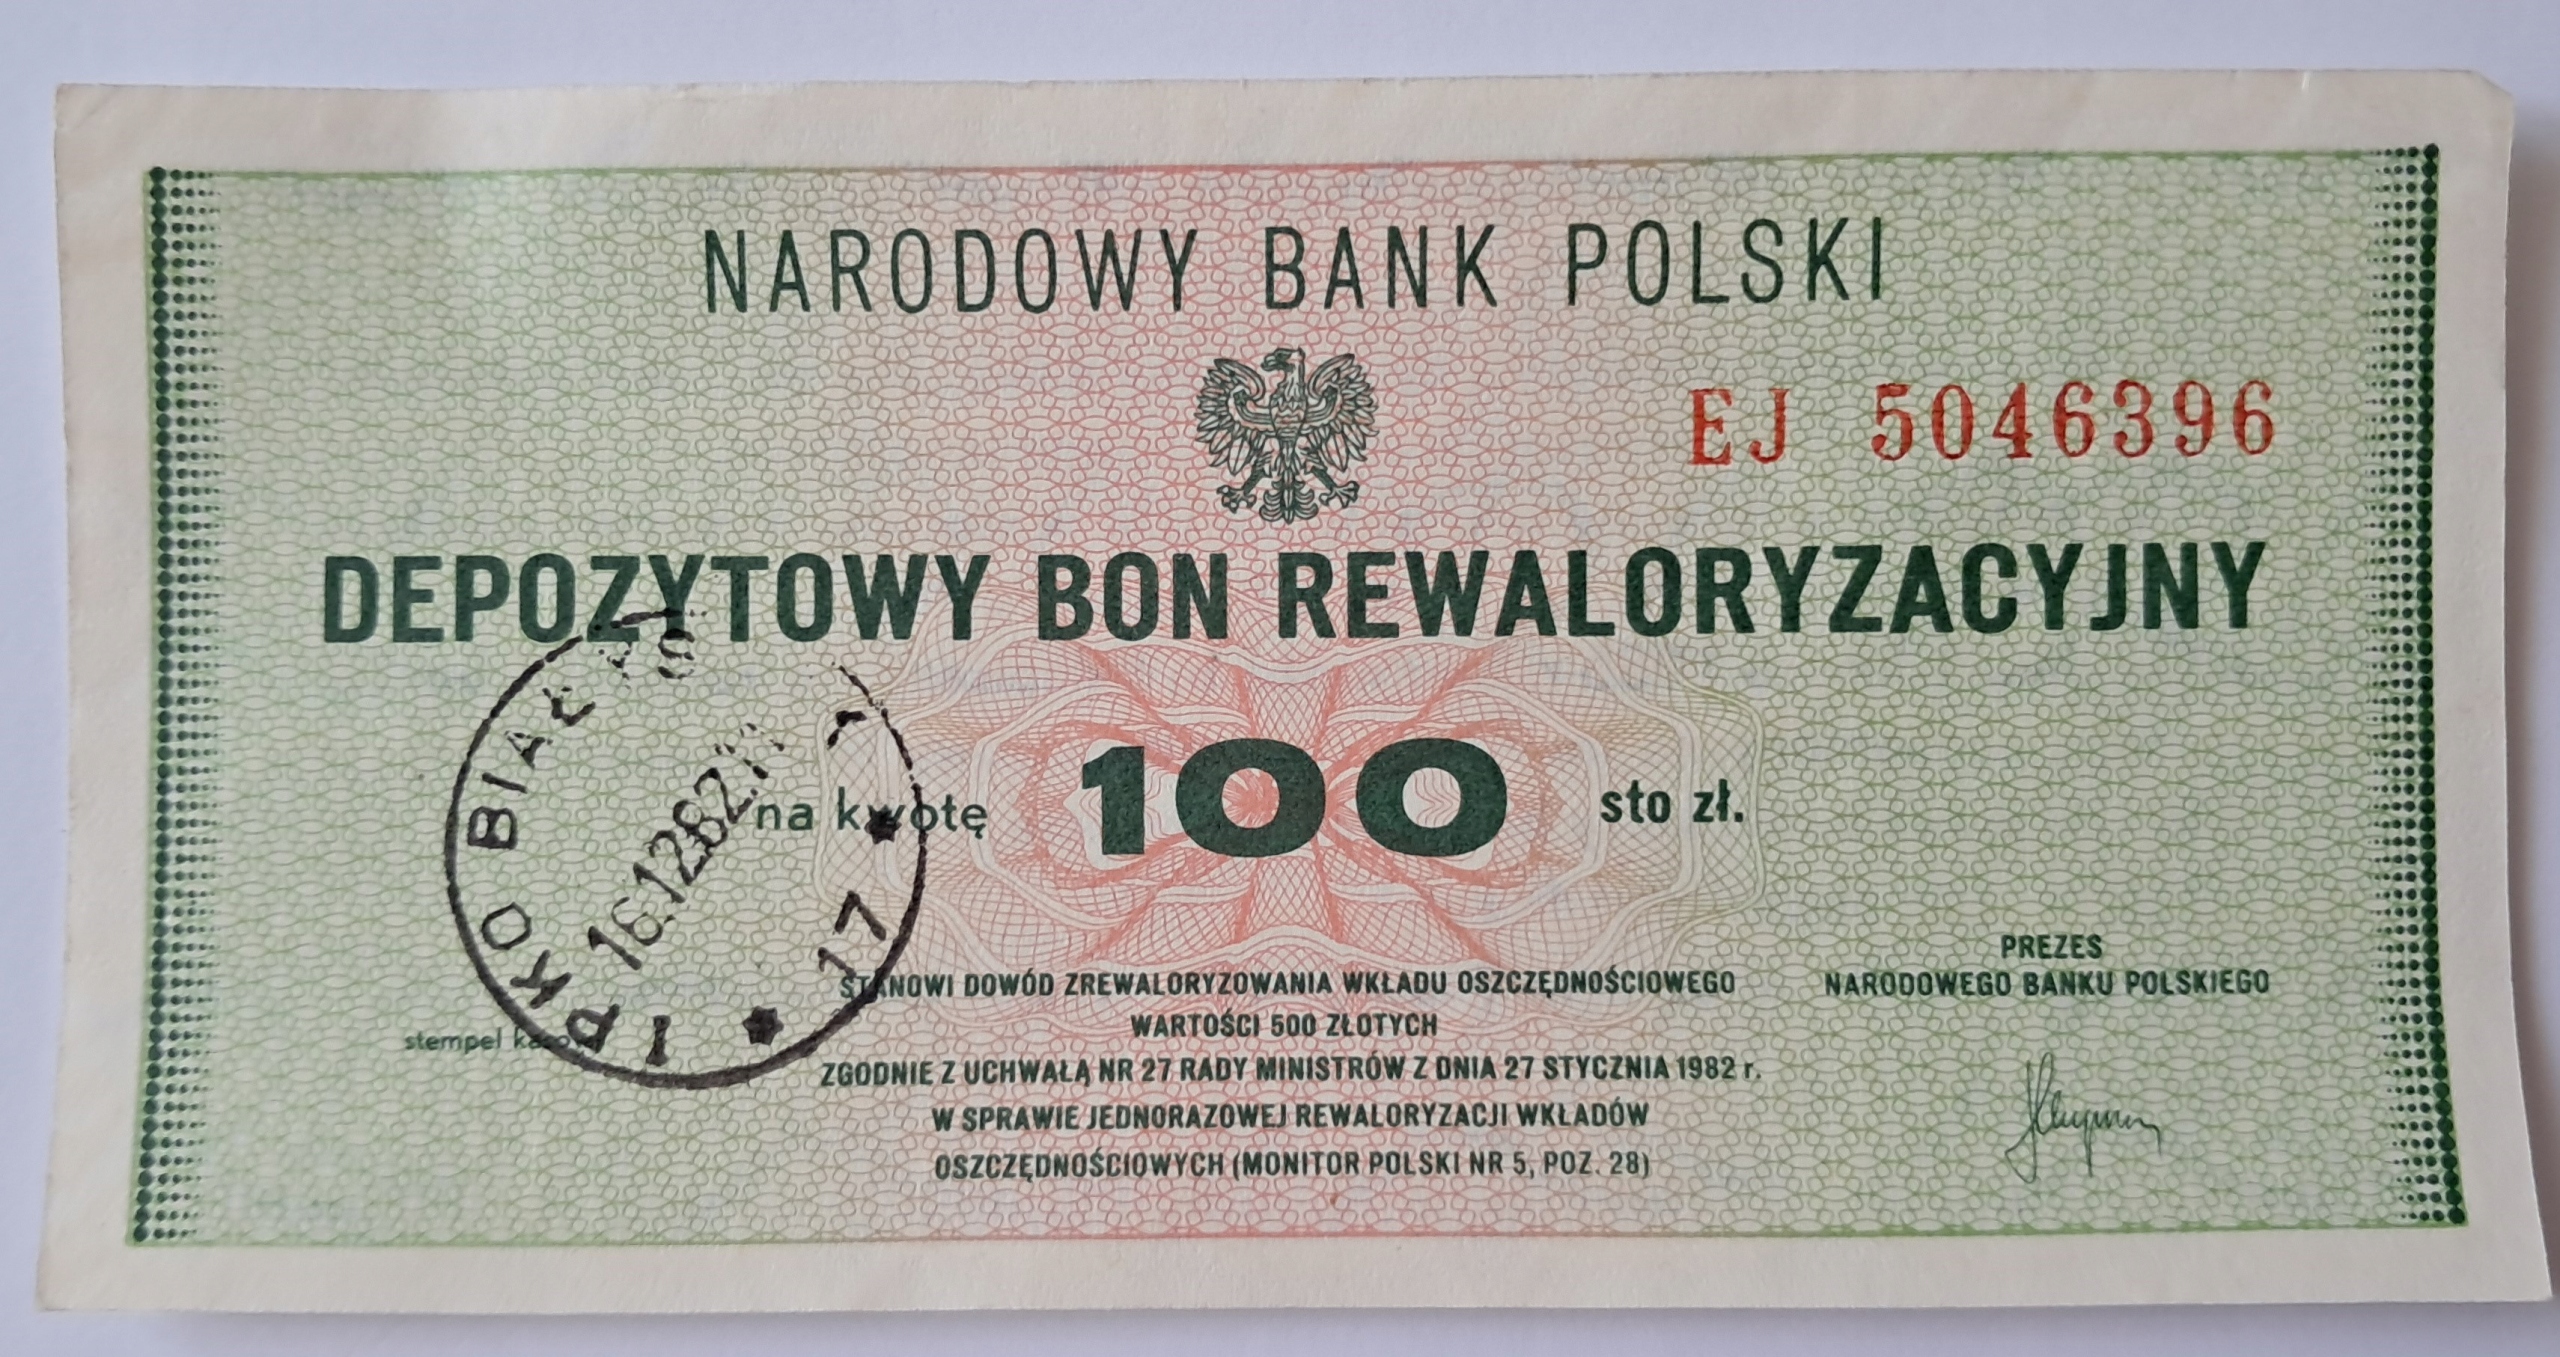 NARODOWY BANK POLSKI
EJ 5046396
DEPOZYTOWY BON REWALORYZACYJNY
na kwotę 100 sto zł.
STANOWI DOWÓD ZREWALORYZOWANIA WKŁADU OSZCZĘDNOŚCIOWEGO
WARTOŚCI 500 ZŁOTYCH
ZGODNIE Z UCHWAŁĄ NR 27 RADY MINISTRÓW Z DNIA 27 STYCZNIA 1982 r.
W SPRAWIE JEDNORAZOWEJ REWALORYZACJI WKŁADÓW
OSZCZĘDNOŚCIOWYCH (MONITOR POLSKI NR 5, POZ. 28)
PREZES
NARODOWEGO BANKU POLSKIEGO
stempel kasowy
I PKO
16.12.82
17